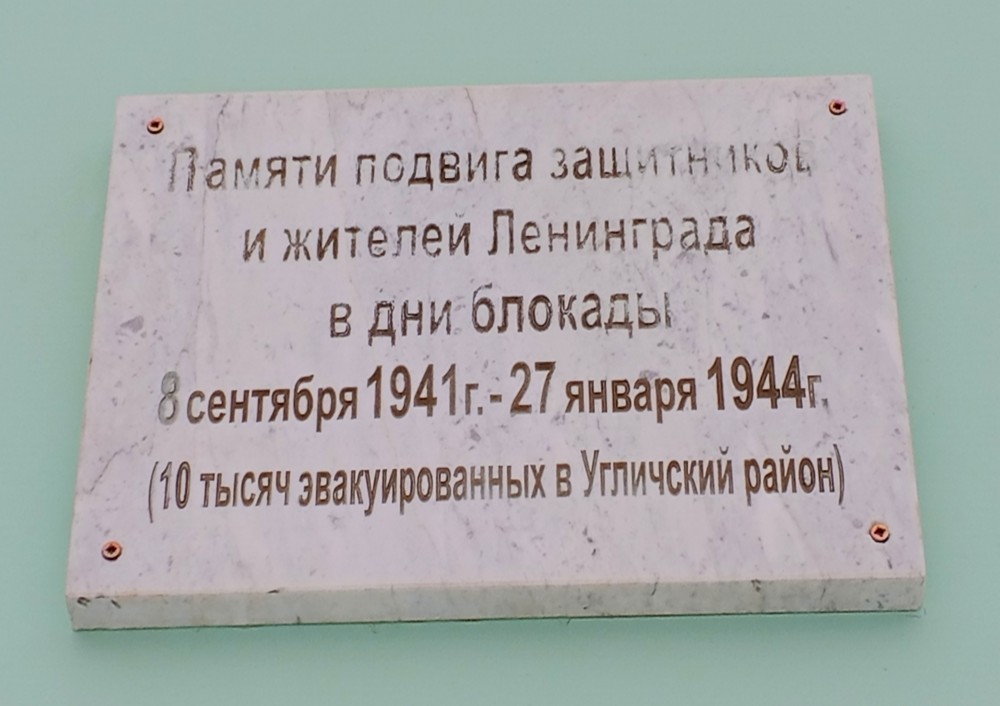 Памяти подвига защитников
и жителей Ленинграда
в дни блокады
8 сентября 1941г. - 27 января 1944г.
(10 тысяч эвакуированных в Угличский район)